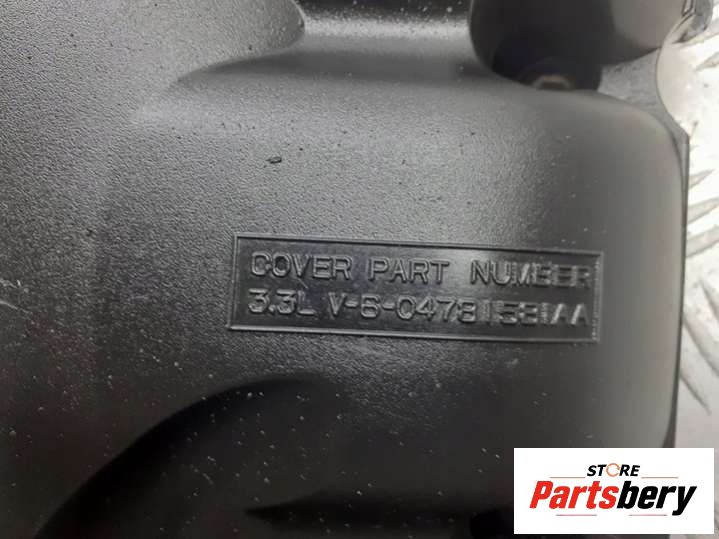 COVER PART NUMBER
3.3L V-6-04781581AA
STORE
Partsbery